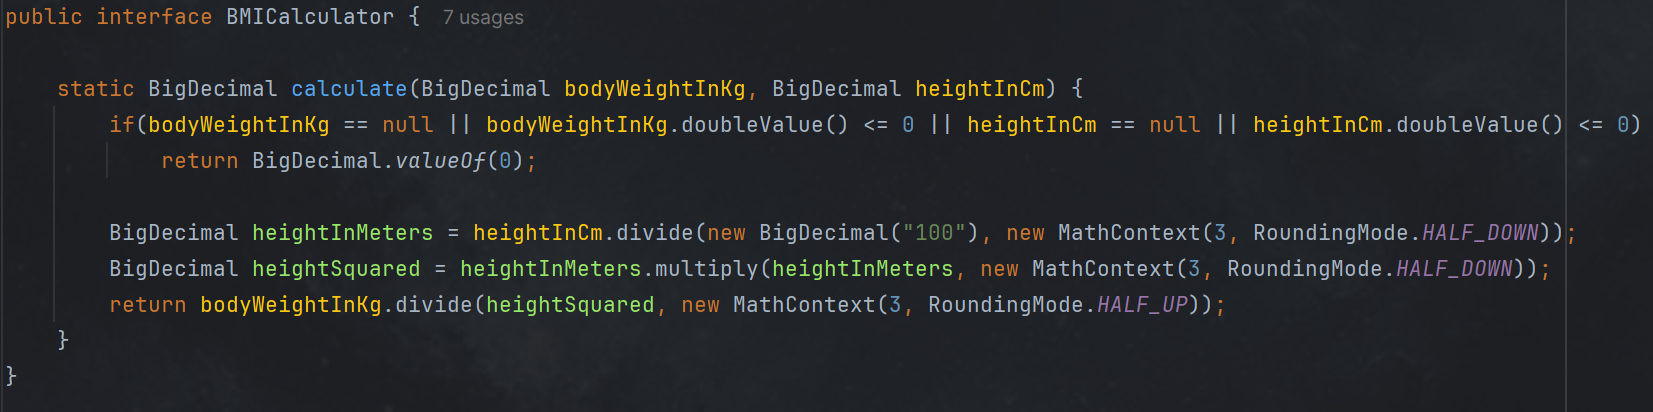 public interface BMICalculator {  7 usages
static BigDecimal calculate(BigDecimal bodyWeightInKg, BigDecimal heightInCm) {
if(bodyWeightInKg == null || bodyWeightInKg.doubleValue() <= 0 || heightInCm == null || heightInCm.doubleValue() <= 0)
return BigDecimal.valueOf(0);
BigDecimal heightInMeters = heightInCm.divide(new BigDecimal("100"), new MathContext(3, RoundingMode.HALF_DOWN));
BigDecimal heightSquared = heightInMeters.multiply(heightInMeters, new MathContext(3, RoundingMode.HALF_DOWN));
return bodyWeightInKg.divide(heightSquared, new MathContext(3, RoundingMode.HALF_UP));
}
}